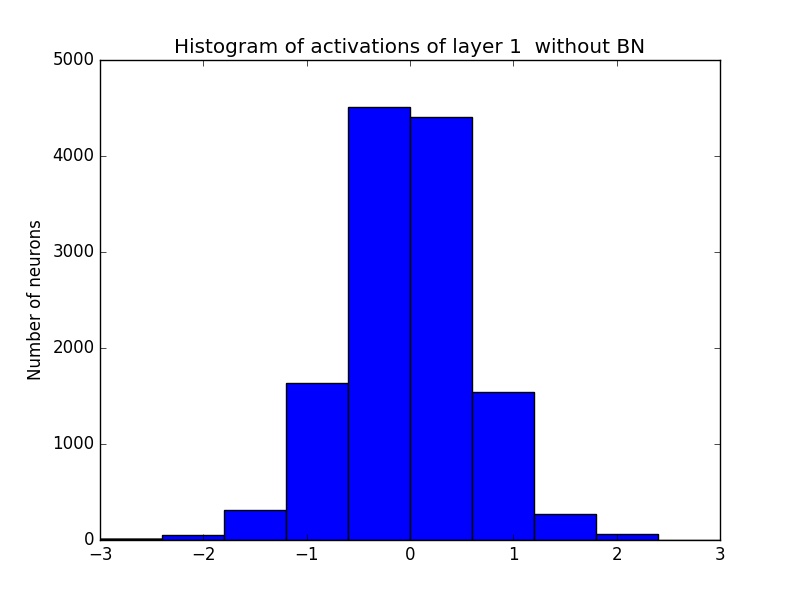 Histogram of activations of layer 1  without BN
5000
4000
3000
2000
1000
0
Number of neurons
−3 −2 −1 0 1 2 3